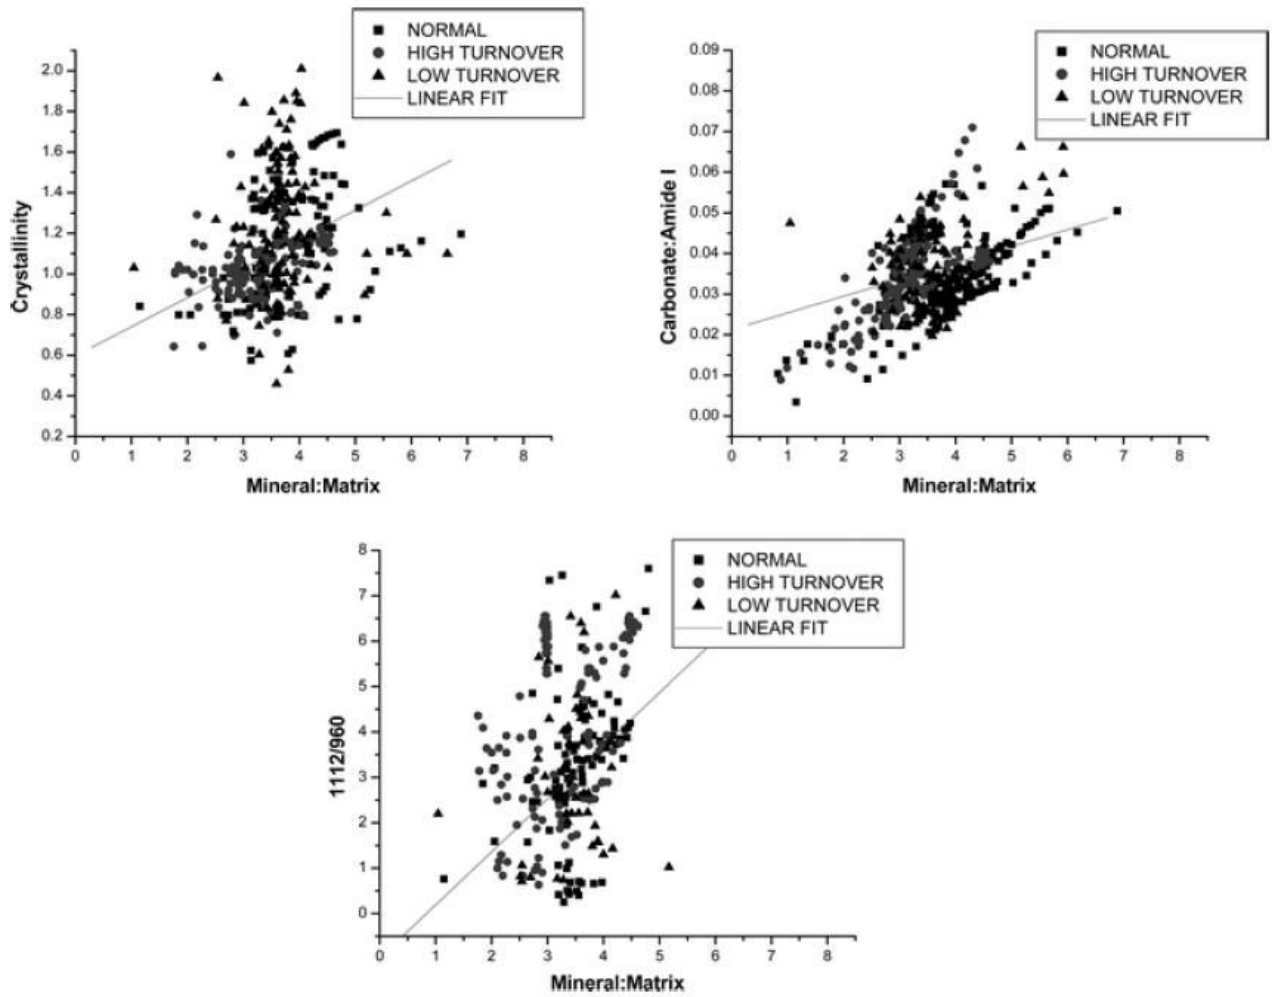 NORMAL
HIGH TURNOVER
LOW TURNOVER
LINEAR FIT
2.0
1.8
1.6
1.4
1.2
1.0
0.8
0.6
0.4
0.2
Crystallinity
0 1 2 3 4 5 6 7 8
Mineral:Matrix
NORMAL
HIGH TURNOVER
LOW TURNOVER
LINEAR FIT
0.09
0.08
0.07
0.06
0.05
0.04
0.03
0.02
0.01
0.00
Carbonate:Amide I
0 1 2 3 4 5 6 7 8
Mineral:Matrix
NORMAL
HIGH TURNOVER
LOW TURNOVER
LINEAR FIT
8
7
6
5
4
3
2
1
0
1112/960
0 1 2 3 4 5 6 7 8
Mineral:Matrix